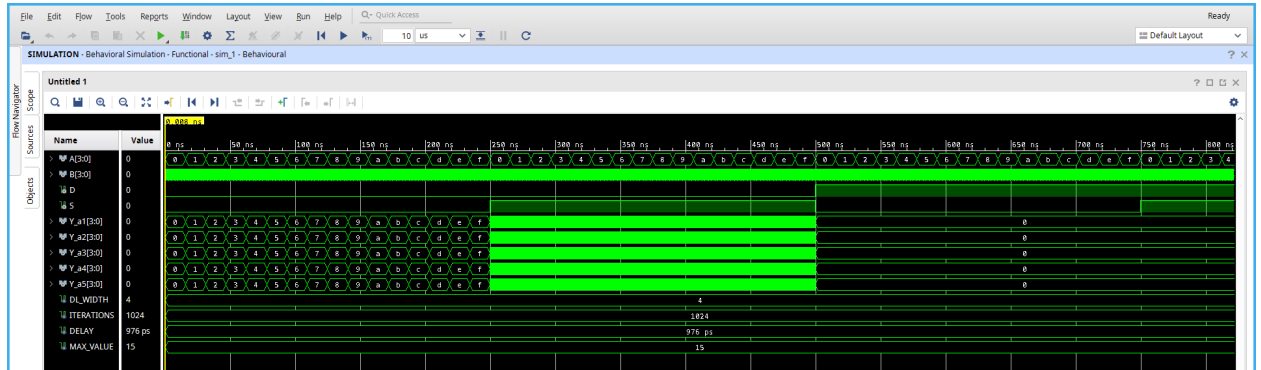 File Edit Flow Tools Reports Window Layout View Run Help Quick Access Ready
10 us Default Layout
SIMULATION - Behavioral Simulation - Functional - sim_1 - Behavioural
Flow Navigator
Scope
Sources
Objects
Untitled 1
0.008 ns
Name Value 0 ns 50 ns 100 ns 150 ns 200 ns 250 ns 300 ns 350 ns 400 ns 450 ns 500 ns 550 ns 600 ns 650 ns 700 ns 750 ns 800 ns
A[3:0] 0 0 1 2 3 4 5 6 7 8 9 a b c d e f 0 1 2 3 4 5 6 7 8 9 a b c d e f 0 1 2 3 4 5 6 7 8 9 a b c d e f 0 1 2 3 4
B[3:0] 0
D 0
S 0
Y_a1[3:0] 0 0 1 2 3 4 5 6 7 8 9 a b c d e f 0
Y_a2[3:0] 0 0 1 2 3 4 5 6 7 8 9 a b c d e f 0
Y_a3[3:0] 0 0 1 2 3 4 5 6 7 8 9 a b c d e f 0
Y_a4[3:0] 0 0 1 2 3 4 5 6 7 8 9 a b c d e f 0
Y_a5[3:0] 0 0 1 2 3 4 5 6 7 8 9 a b c d e f 0
DL_WIDTH 4 4
ITERATIONS 1024 1024
DELAY 976 ps 976 ps
MAX_VALUE 15 15